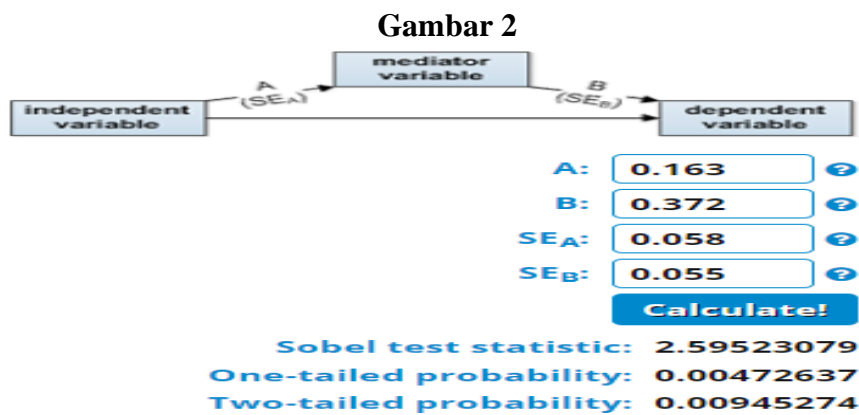 Gambar 2
mediator
variable
A
(SEA)
B
(SEB)
independent
variable
dependent
variable
A: 0.163 ?
B: 0.372 ?
SEA: 0.058 ?
SEB: 0.055 ?
Calculate!
Sobel test statistic: 2.59523079
One-tailed probability: 0.00472637
Two-tailed probability: 0.00945274